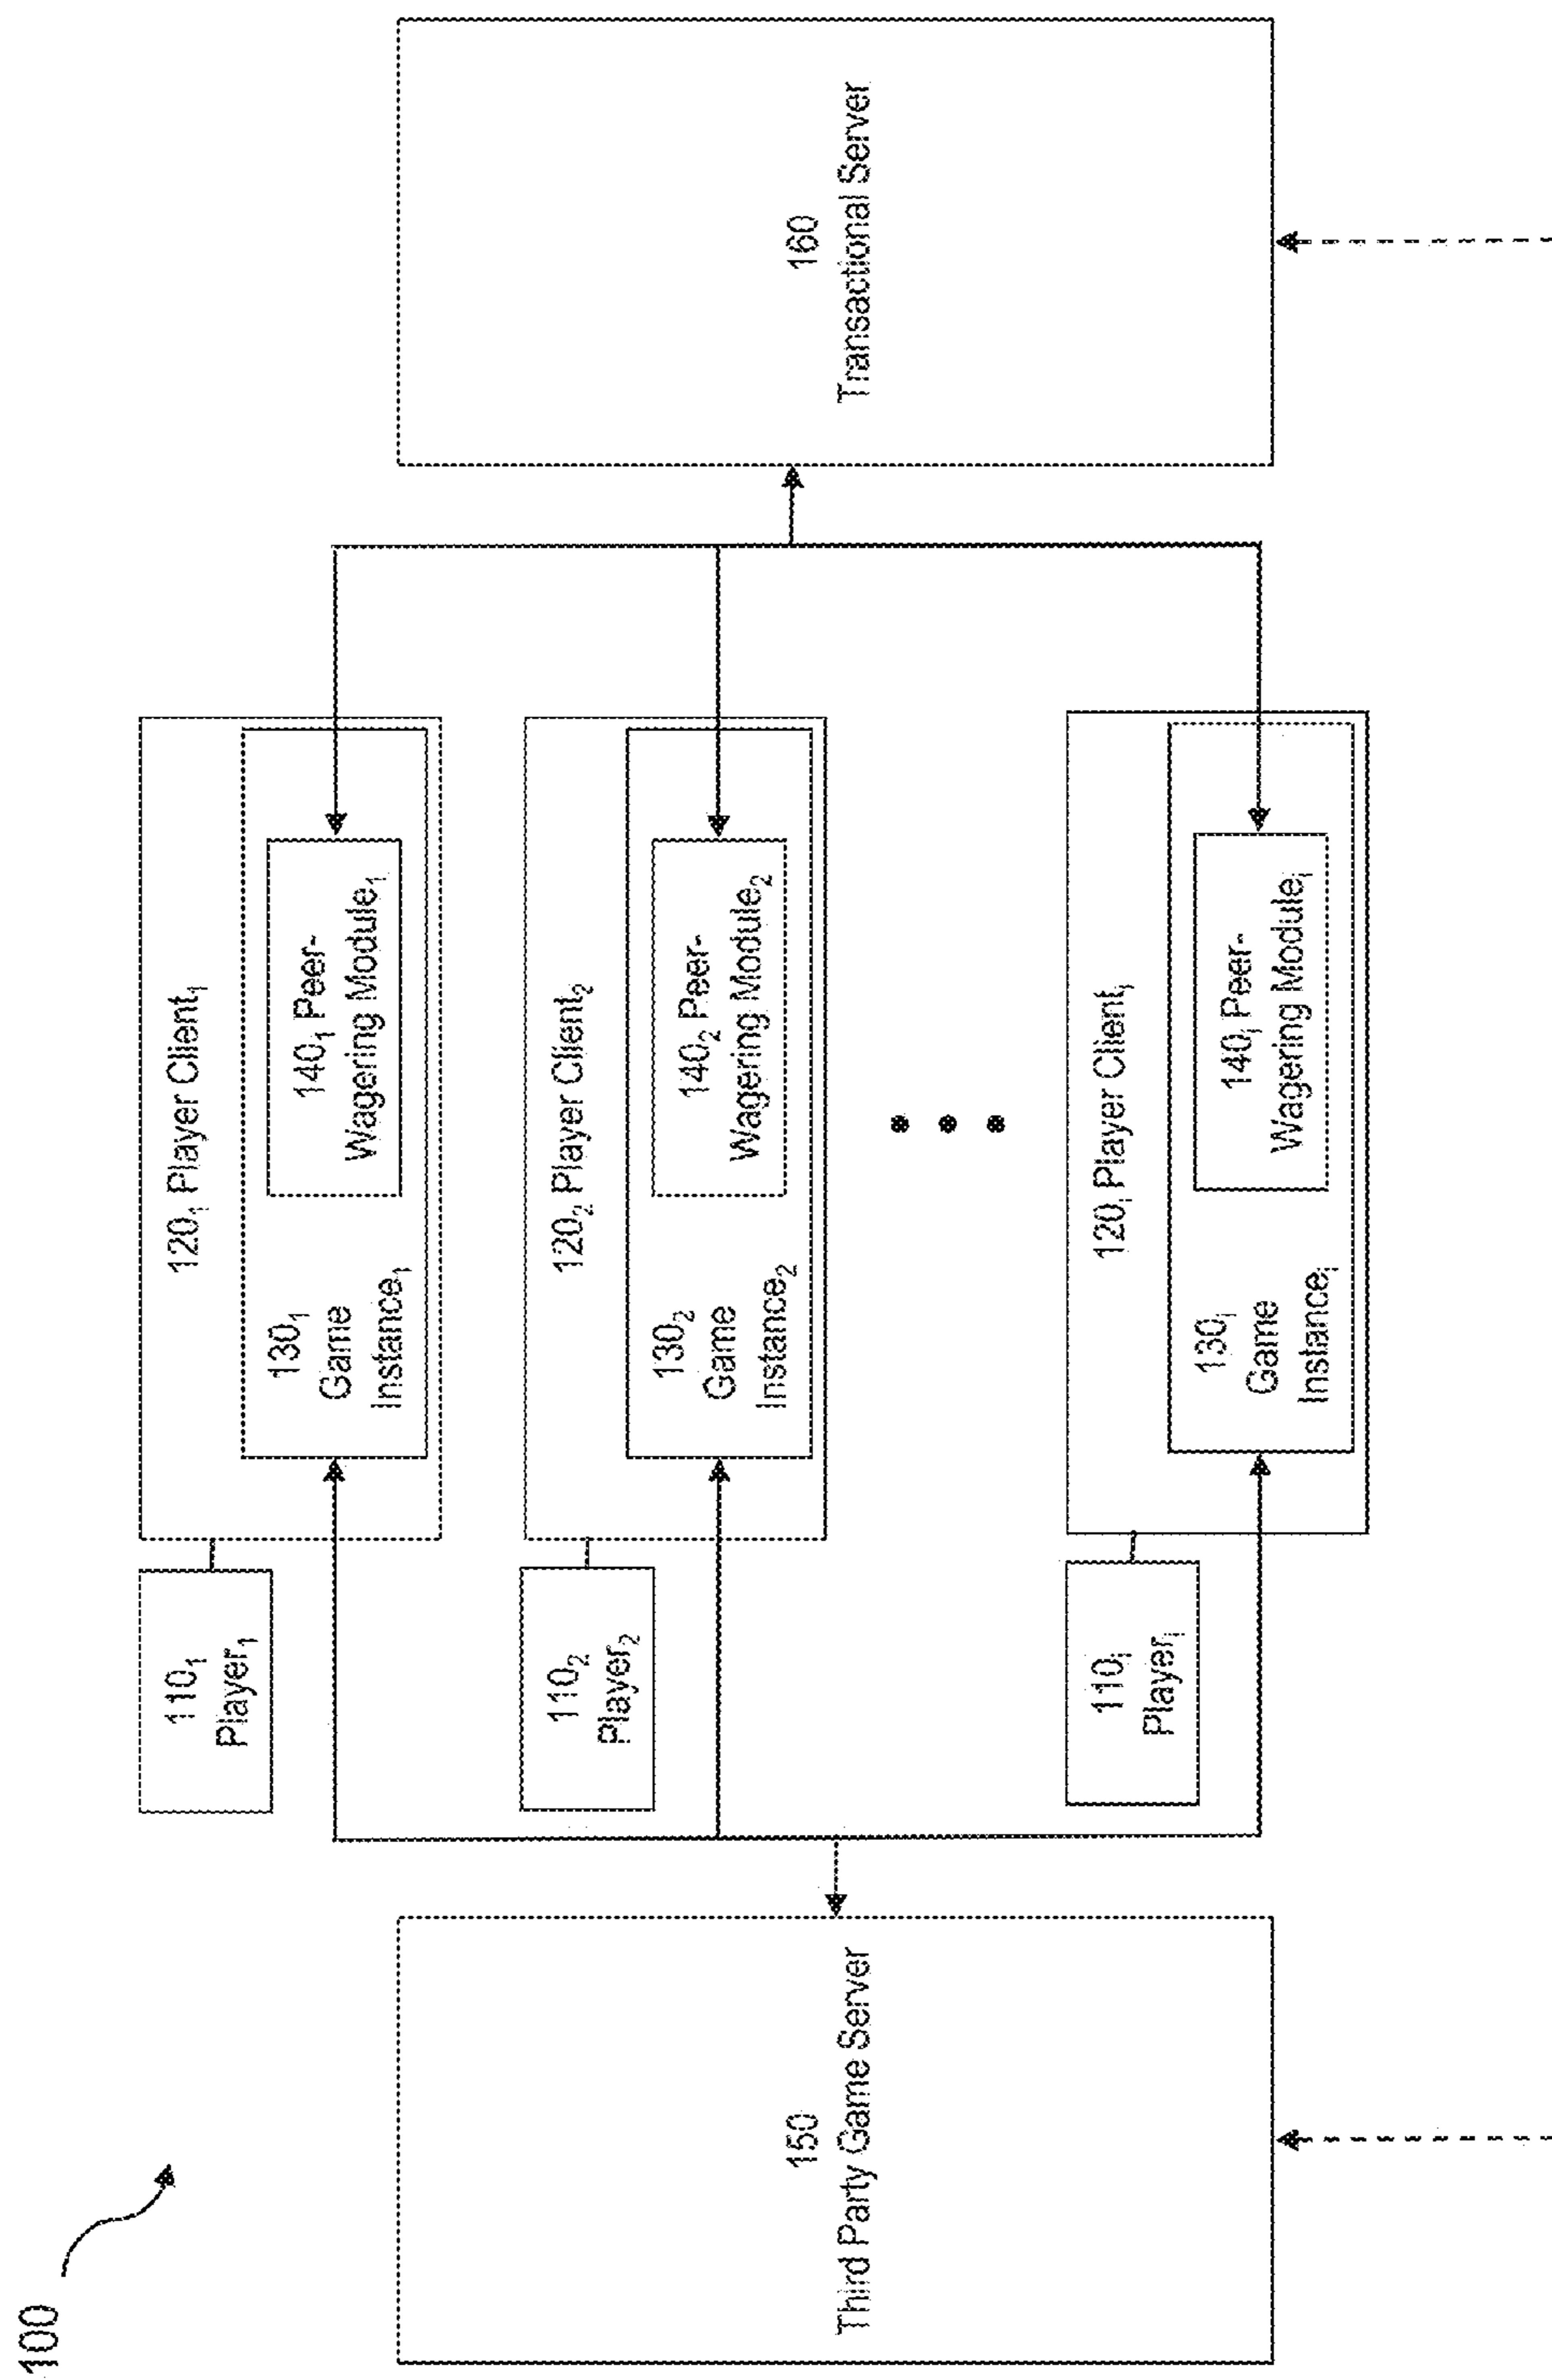 100
110₁
Player₁
120₁ Player Client₁
130₁
Game
Instance₁
140₁ Peer-
Wagering Module₁
110₂
Player₂
120₂ Player Client₂
130₂
Game
Instance₂
140₂ Peer-
Wagering Module₂
110ᵢ
Playerᵢ
120ᵢ Player Clientᵢ
130ᵢ
Game
Instanceᵢ
140ᵢ Peer-
Wagering Moduleᵢ
150
Third Party Game Server
160
Transactional Server